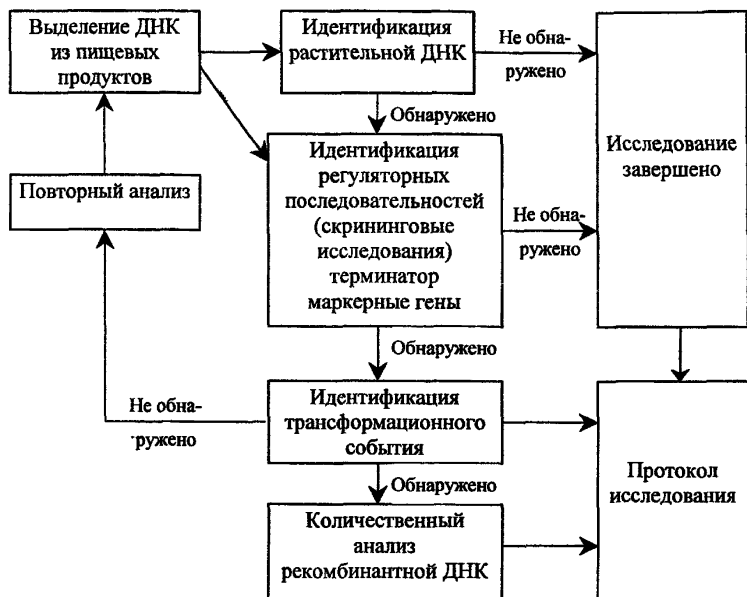 Выделение ДНК
из пищевых
продуктов
Идентификация
растительной ДНК
Не обна-
ружено
Обнаружено
Исследование
завершено
Повторный анализ
Идентификация
регуляторных
последовательностей
(скрининговые
исследования)
терминатор
маркерные гены
Не обна-
ружено
Обнаружено
Не обна-
ружено
Идентификация
трансформационного
события
Обнаружено
Протокол
исследования
Количественный
анализ
рекомбинантной ДНК